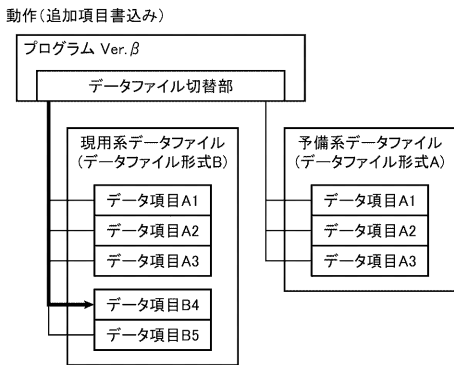 動作(追加項目書込み)
プログラム Ver.β
データファイル切替部
現用系データファイル
(データファイル形式B)
データ項目A1
データ項目A2
データ項目A3
データ項目B4
データ項目B5
予備系データファイル
(データファイル形式A)
データ項目A1
データ項目A2
データ項目A3